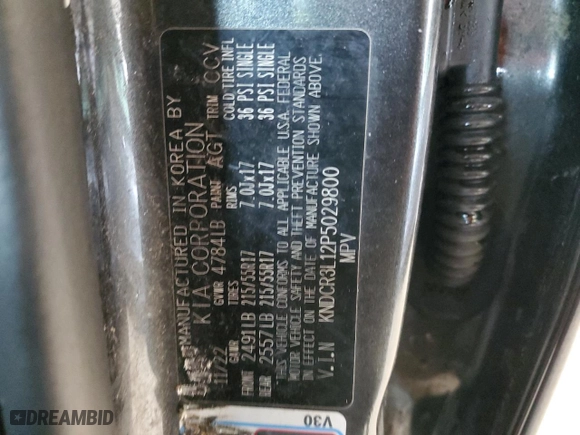 MANUFACTURED IN KOREA BY
KIA CORPORATION
11/22 GVWR 4784LB PAINT AGT TRIM CCV
GAWR TIRES RIMS COLD TIRE INFL
FRONT 2491LB 215/55R17 7.0Jx17 36 PSI SINGLE
REAR 2557LB 215/55R17 7.0Jx17 36 PSI SINGLE
THIS VEHICLE CONFORMS TO ALL APPLICABLE U.S.A. FEDERAL
MOTOR VEHICLE SAFETY AND THEFT PREVENTION STANDARDS
IN EFFECT ON THE DATE OF MANUFACTURE SHOWN ABOVE.
V.I.N KNDCR3L12P5029800
MPV
V30
DREAMBID